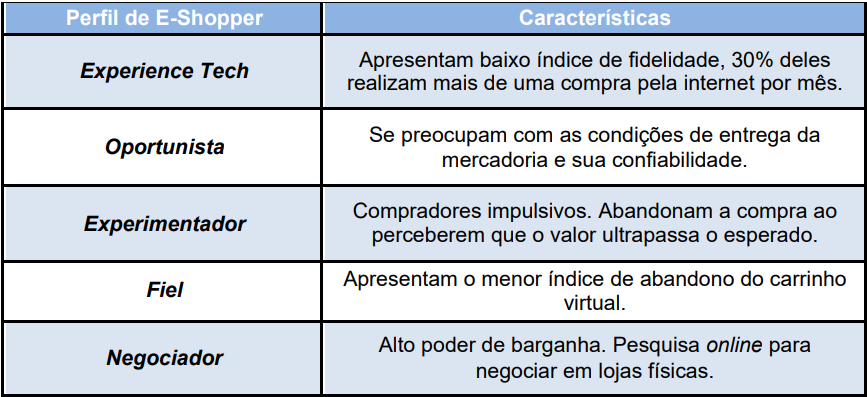 Perfil de E-Shopper
Características
Experience Tech
Apresentam baixo índice de fidelidade, 30% deles
realizam mais de uma compra pela internet por mês.
Oportunista
Se preocupam com as condições de entrega da
mercadoria e sua confiabilidade.
Experimentador
Compradores impulsivos. Abandonam a compra ao
perceberem que o valor ultrapassa o esperado.
Fiel
Apresentam o menor índice de abandono do carrinho
virtual.
Negociador
Alto poder de barganha. Pesquisa online para
negociar em lojas físicas.